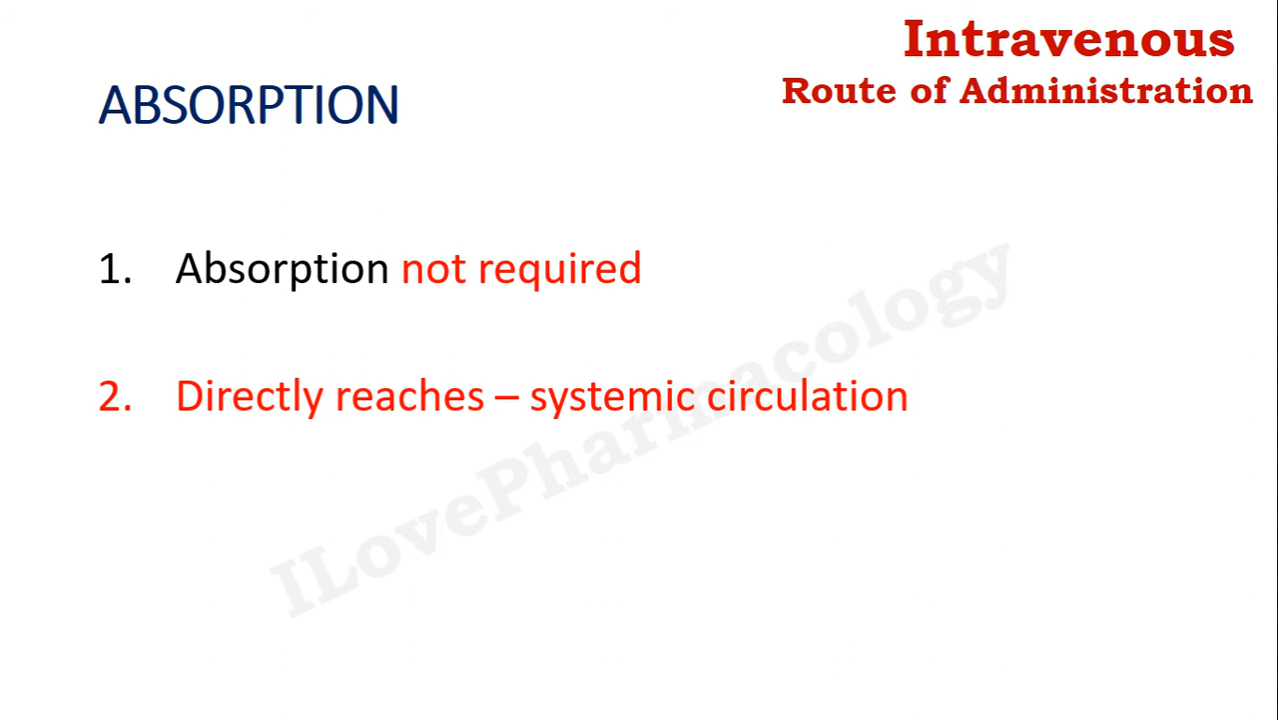 Intravenous
Route of Administration
ABSORPTION
1. Absorption not required
2. Directly reaches – systemic circulation
ILovePharmacology